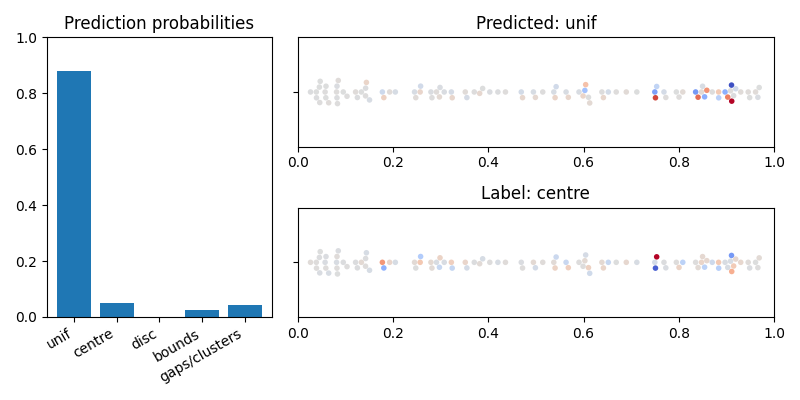 Prediction probabilities
1.0
0.8
0.6
0.4
0.2
0.0
unif
centre
disc
bounds
gaps/clusters
Predicted: unif
0.0 0.2 0.4 0.6 0.8 1.0
Label: centre
0.0 0.2 0.4 0.6 0.8 1.0